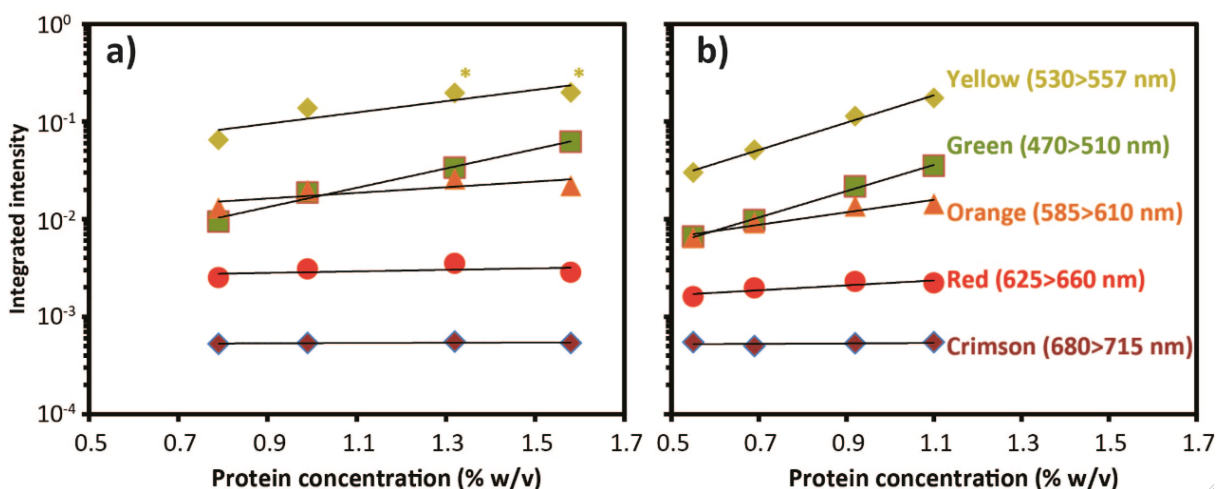 a)
b)
10⁰
10⁻¹
10⁻²
10⁻³
10⁻⁴
Integrated intensity
*
*
Yellow (530>557 nm)
Green (470>510 nm)
Orange (585>610 nm)
Red (625>660 nm)
Crimson (680>715 nm)
0.5 0.7 0.9 1.1 1.3 1.5 1.7
0.5 0.7 0.9 1.1 1.3 1.5 1.7
Protein concentration (% w/v)
Protein concentration (% w/v)